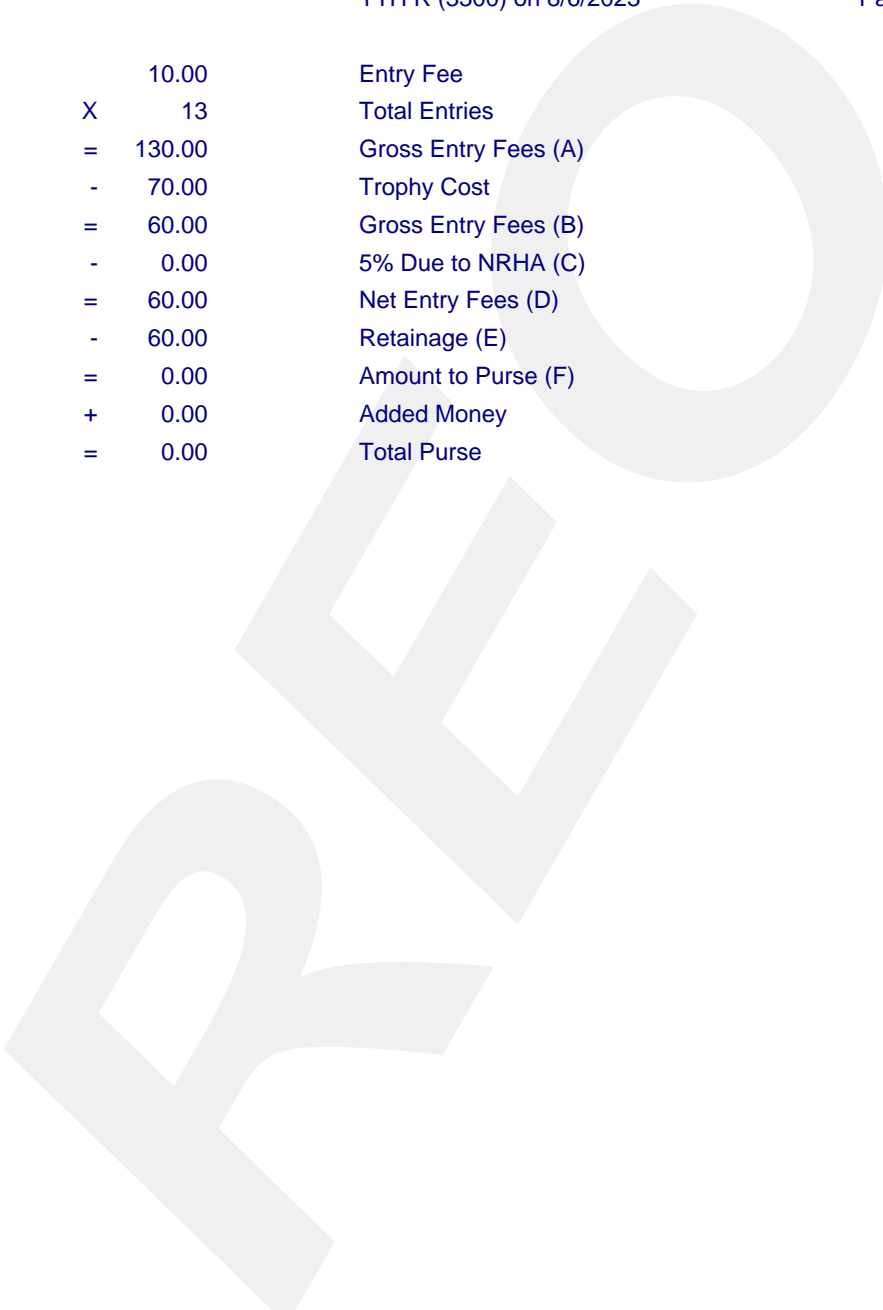 10.00 Entry Fee
X 13 Total Entries
= 130.00 Gross Entry Fees (A)
- 70.00 Trophy Cost
= 60.00 Gross Entry Fees (B)
- 0.00 5% Due to NRHA (C)
= 60.00 Net Entry Fees (D)
- 60.00 Retainage (E)
= 0.00 Amount to Purse (F)
+ 0.00 Added Money
= 0.00 Total Purse
REO